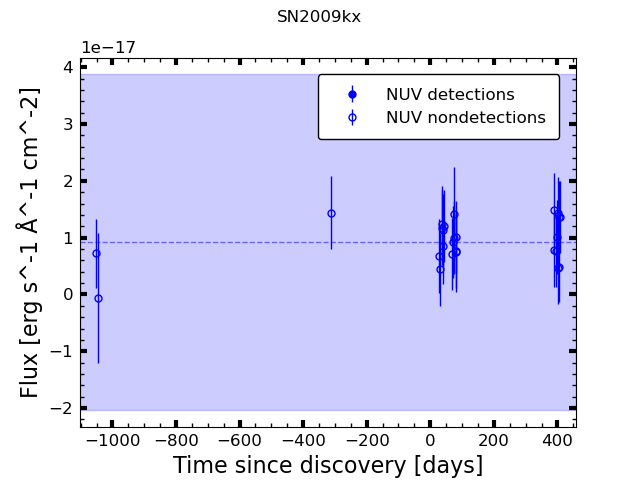 SN2009kx
1e−17
NUV detections
NUV nondetections
4
3
2
1
0
−1
−2
Flux [erg s^-1 Å^-1 cm^-2]
−1000 −800 −600 −400 −200 0 200 400
Time since discovery [days]